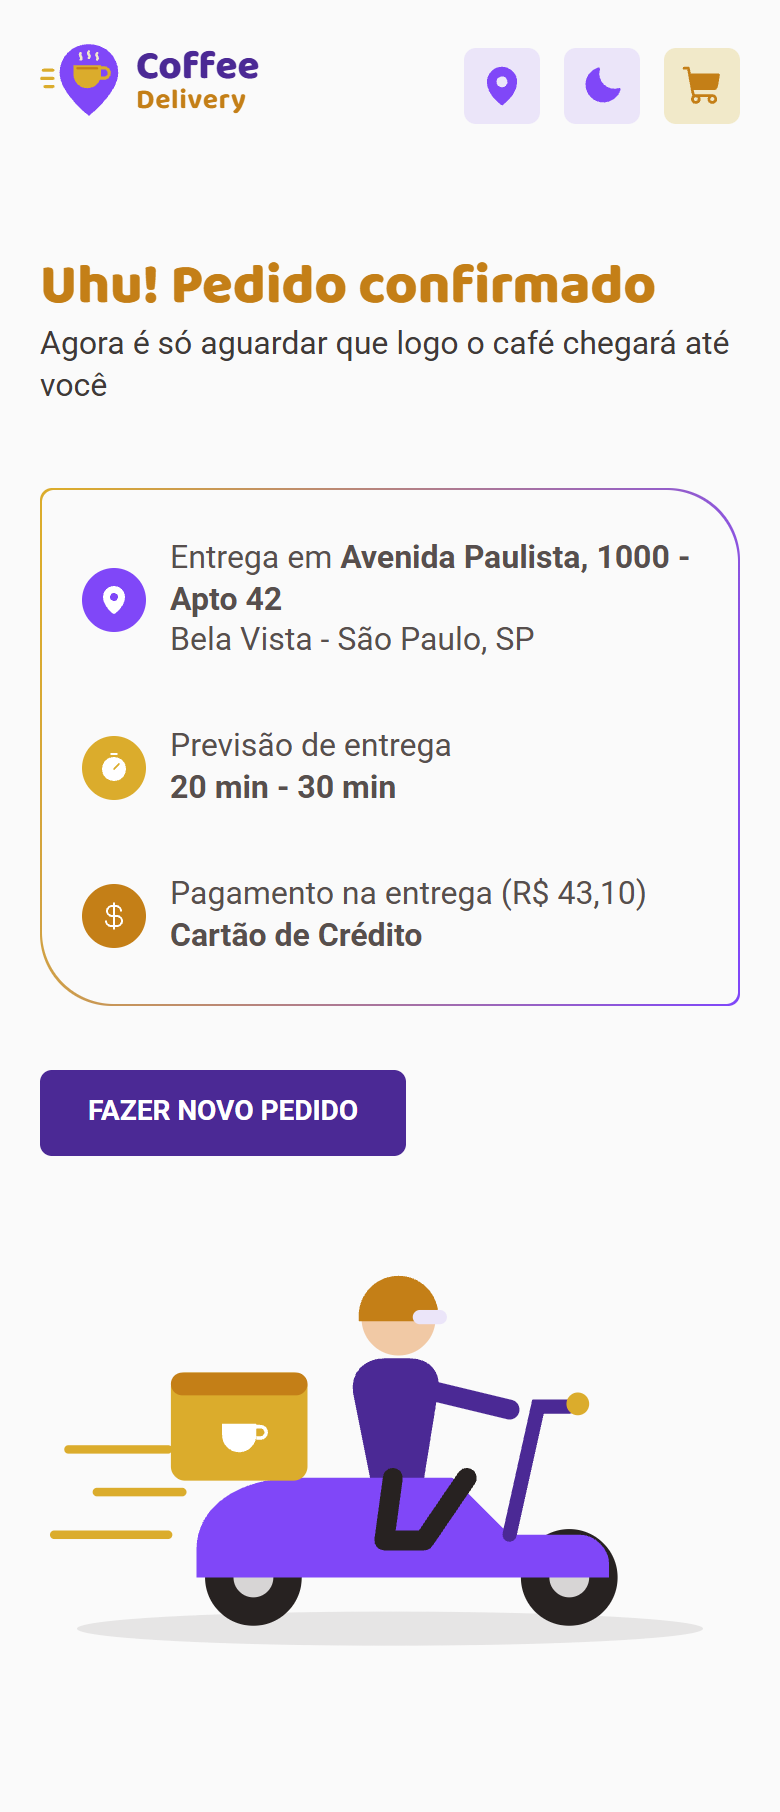 Coffee
Delivery
Uhu! Pedido confirmado
Agora é só aguardar que logo o café chegará até
você
Entrega em Avenida Paulista, 1000 -
Apto 42
Bela Vista - São Paulo, SP
Previsão de entrega
20 min - 30 min
Pagamento na entrega (R$ 43,10)
Cartão de Crédito
FAZER NOVO PEDIDO